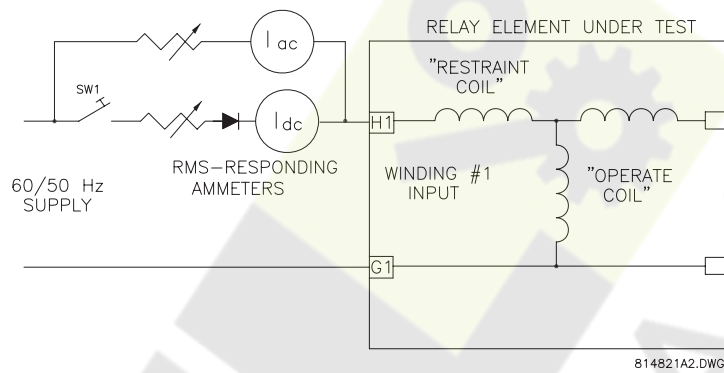 RELAY ELEMENT UNDER TEST
I ac
"RESTRAINT
COIL"
SW1
I dc
H1
RMS-RESPONDING
AMMETERS
WINDING #1
INPUT
"OPERATE
COIL"
60/50 Hz
SUPPLY
G1
814821A2.DWG